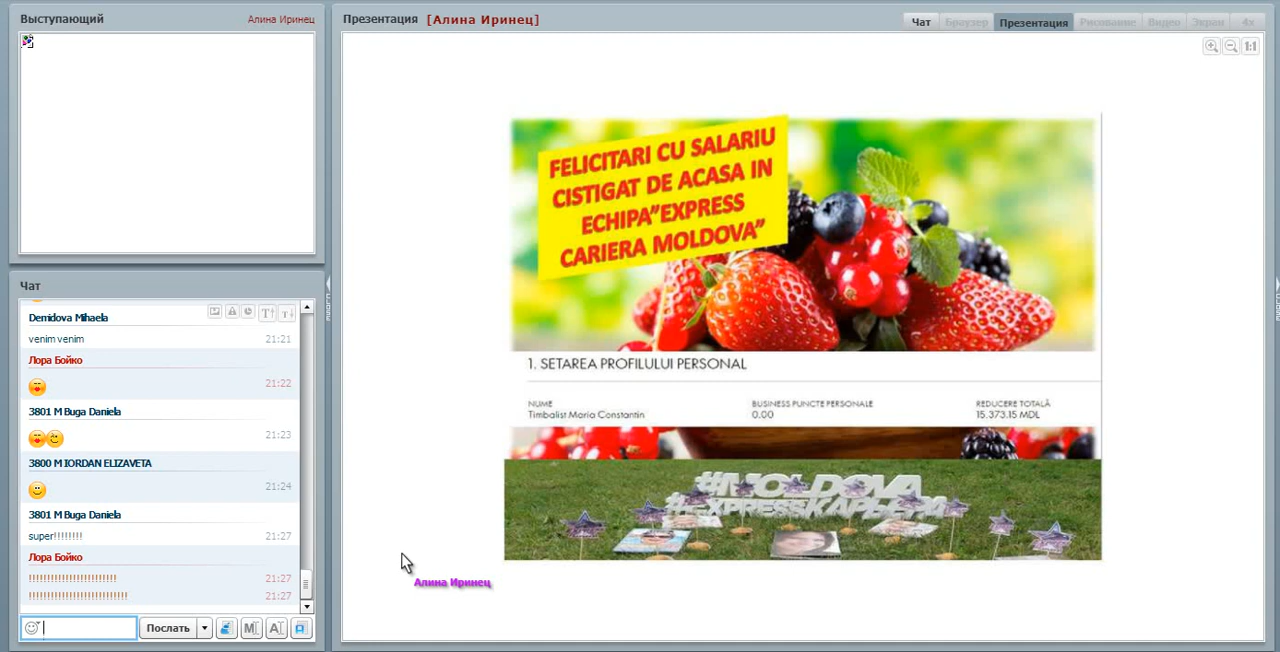 Выступающий
Алина Иринец
Чат
Demidova Mihaela
venim venim 21:21
Лора Бойко
21:22
3801 M Buga Daniela
21:23
3800 M IORDAN ELIZAVETA
21:24
3801 M Buga Daniela
super!!!!!!!! 21:27
Лора Бойко
!!!!!!!!!!!!!!!!!!!!!!!! 21:27
!!!!!!!!!!!!!!!!!!!!!!!!!!! 21:27
Послать
Презентация [Алина Иринец]
Чат Браузер Презентация Рисование Видео Экран 4x
1:1
FELICITARI CU SALARIU
CISTIGAT DE ACASA IN
ECHIPA"EXPRESS
CARIERA MOLDOVA"
1. SETAREA PROFILULUI PERSONAL
NUME BUSINESS PUNCTE PERSONALE REDUCERE TOTALĂ
Timbalist Maria Constantin 0.00 15.373.15 MDL
#MOLDOVA
#EXPRESSКАРЬЕРА
Алина Иринец